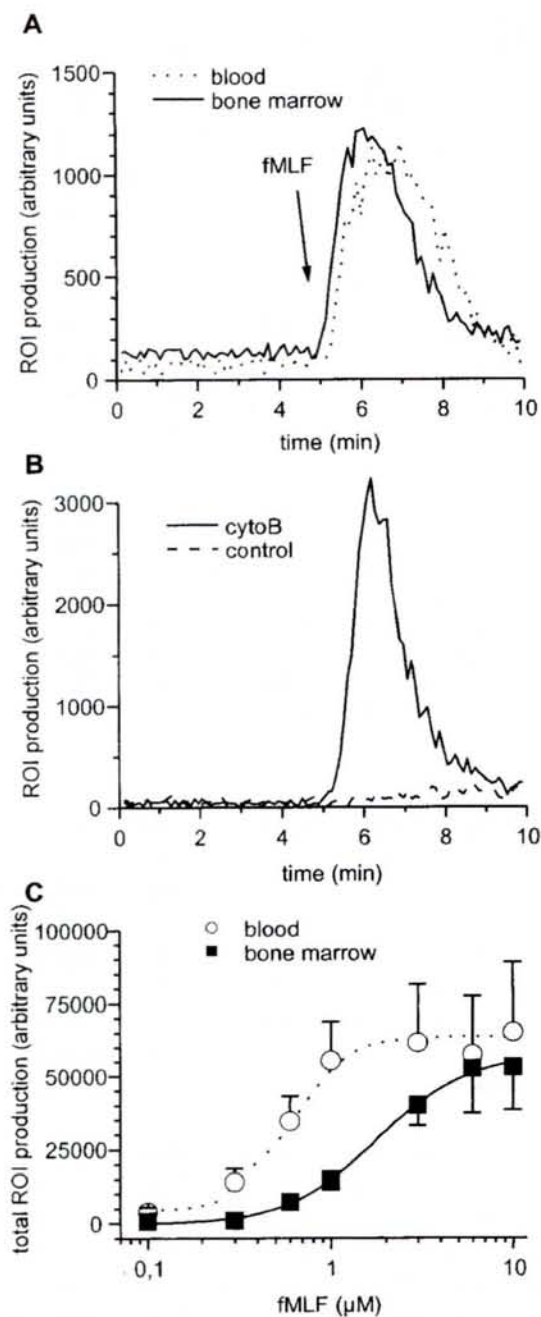 A
ROI production (arbitrary units)
1500
1000
500
0
blood
bone marrow
fMLF
0 2 4 6 8 10
time (min)
B
ROI production (arbitrary units)
3000
2000
1000
0
cytoB
control
0 2 4 6 8 10
time (min)
C
total ROI production (arbitrary units)
100000
75000
50000
25000
0
blood
bone marrow
0,1 1 10
fMLF (µM)